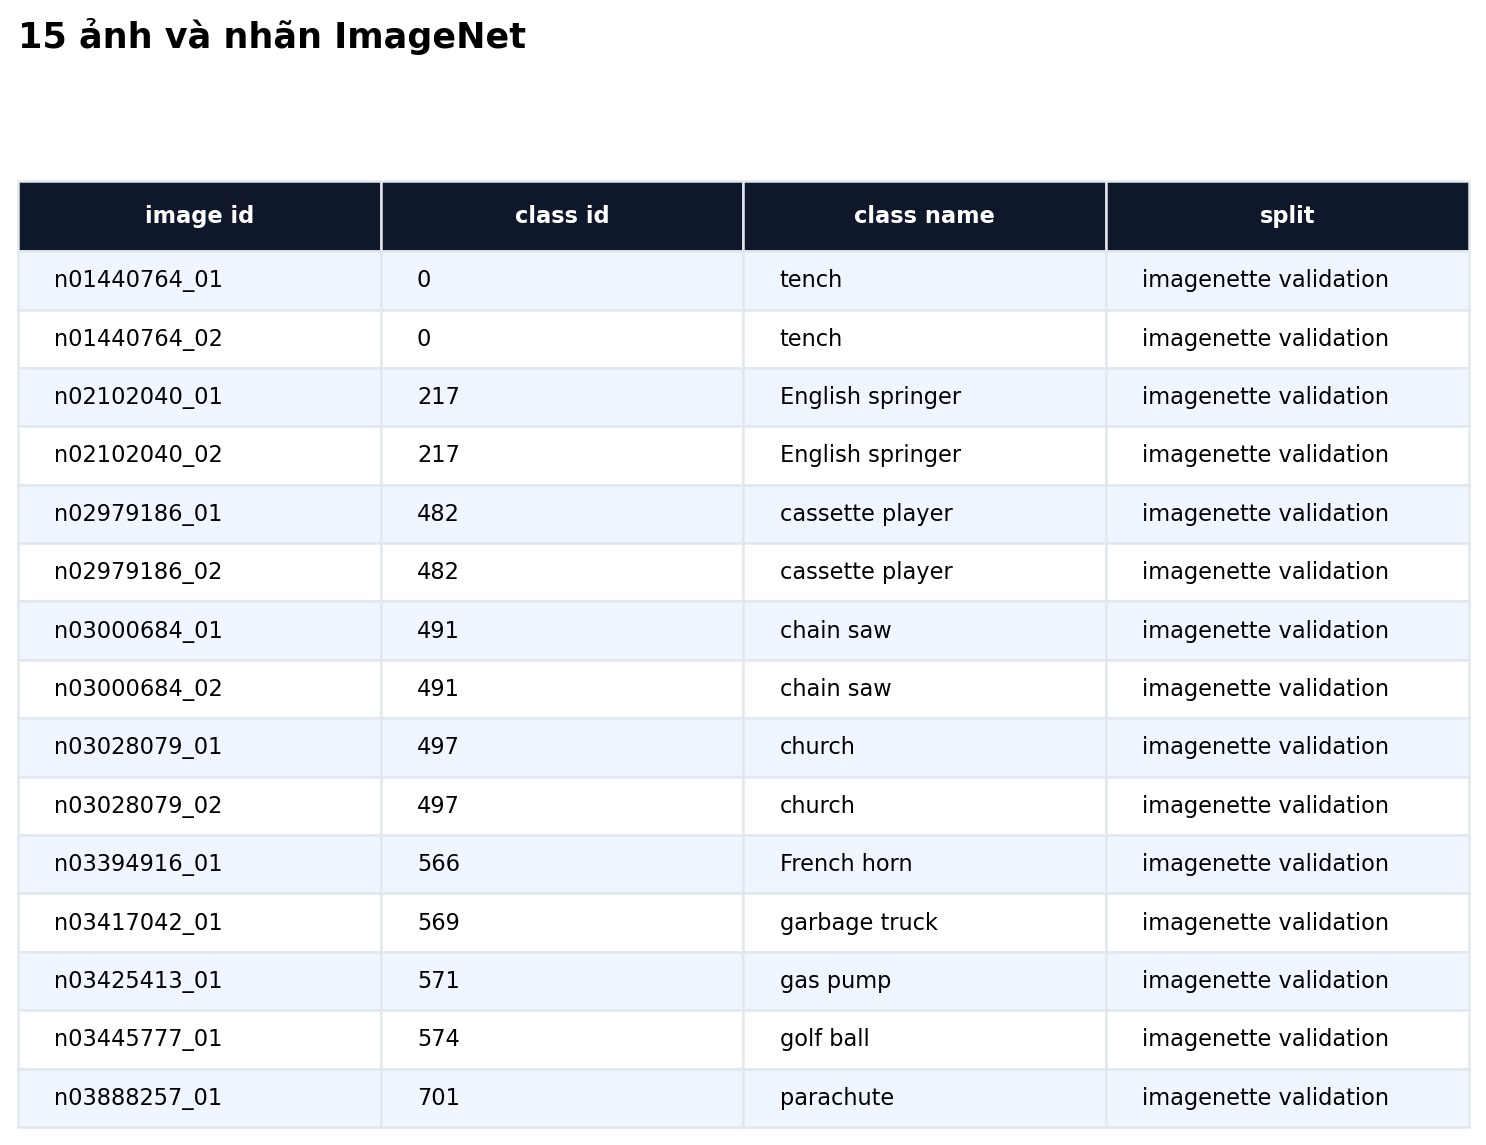 15 ảnh và nhãn ImageNet
image id class id class name split
n01440764_01 0 tench imagenette validation
n01440764_02 0 tench imagenette validation
n02102040_01 217 English springer imagenette validation
n02102040_02 217 English springer imagenette validation
n02979186_01 482 cassette player imagenette validation
n02979186_02 482 cassette player imagenette validation
n03000684_01 491 chain saw imagenette validation
n03000684_02 491 chain saw imagenette validation
n03028079_01 497 church imagenette validation
n03028079_02 497 church imagenette validation
n03394916_01 566 French horn imagenette validation
n03417042_01 569 garbage truck imagenette validation
n03425413_01 571 gas pump imagenette validation
n03445777_01 574 golf ball imagenette validation
n03888257_01 701 parachute imagenette validation